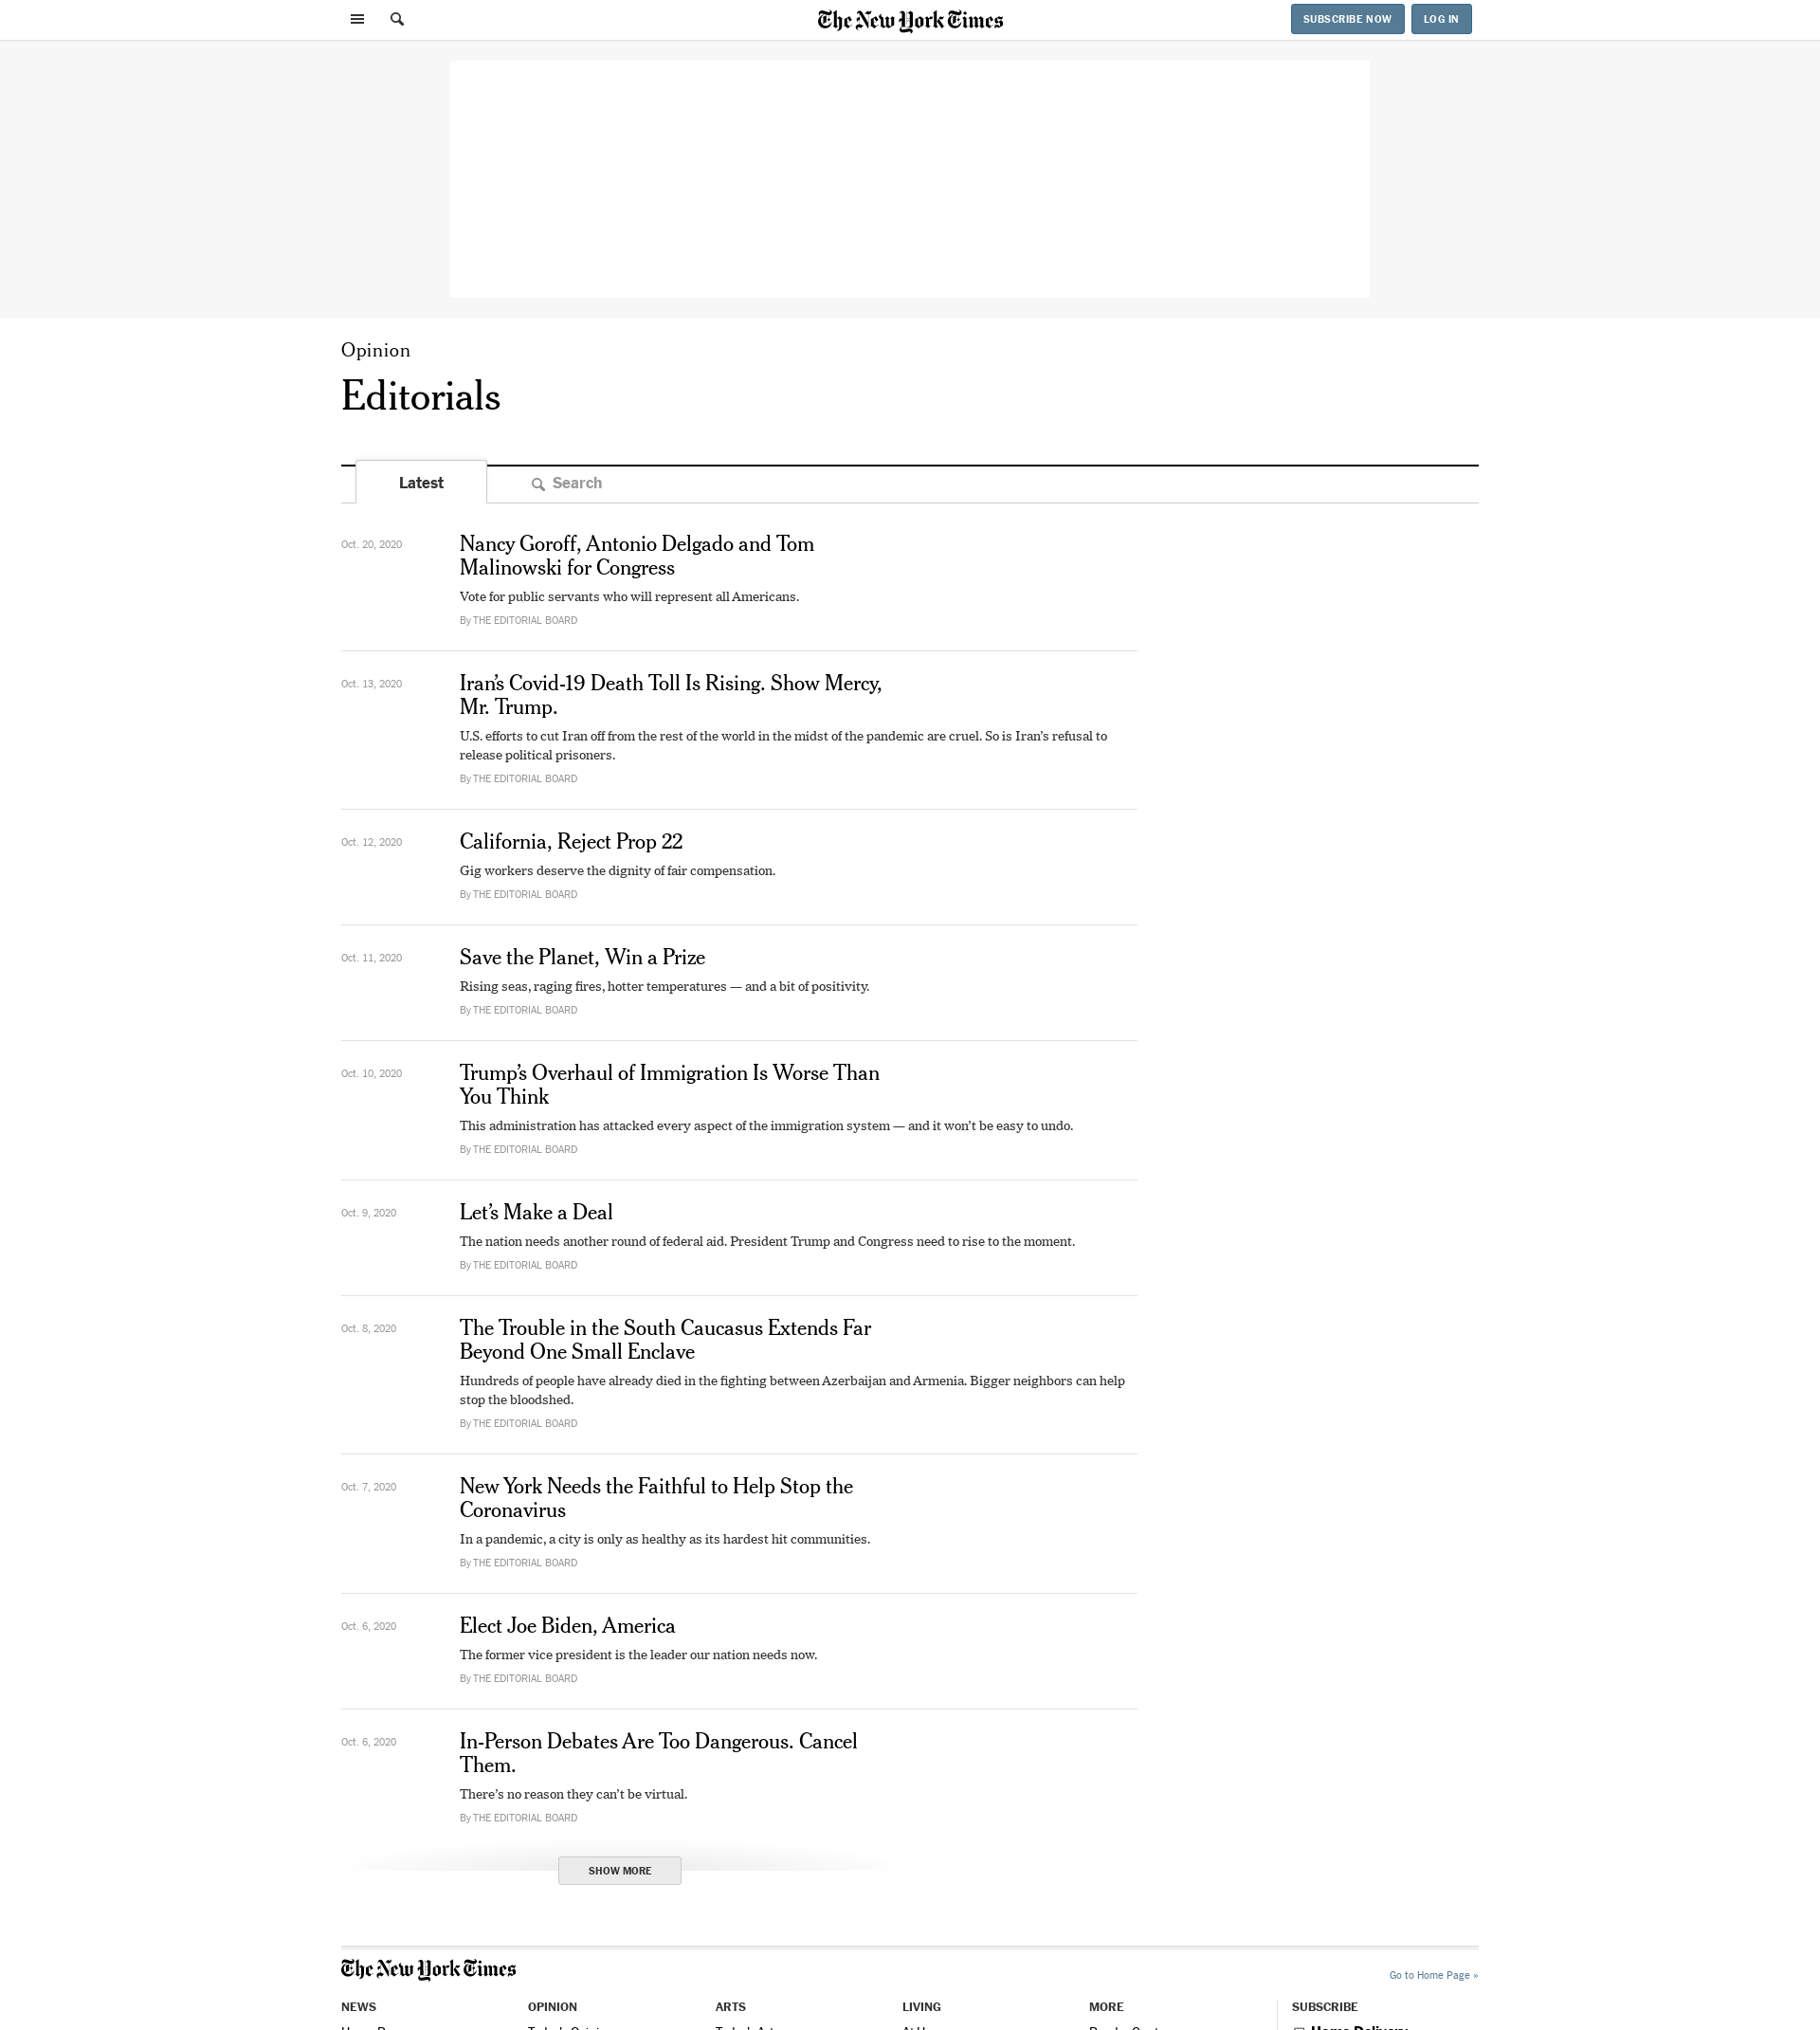 The New York Times
SUBSCRIBE NOW
LOG IN
Opinion
Editorials
Latest
Search
Oct. 20, 2020
Nancy Goroff, Antonio Delgado and Tom
Malinowski for Congress
Vote for public servants who will represent all Americans.
By THE EDITORIAL BOARD
Oct. 13, 2020
Iran’s Covid-19 Death Toll Is Rising. Show Mercy,
Mr. Trump.
U.S. efforts to cut Iran off from the rest of the world in the midst of the pandemic are cruel. So is Iran’s refusal to
release political prisoners.
By THE EDITORIAL BOARD
Oct. 12, 2020
California, Reject Prop 22
Gig workers deserve the dignity of fair compensation.
By THE EDITORIAL BOARD
Oct. 11, 2020
Save the Planet, Win a Prize
Rising seas, raging fires, hotter temperatures — and a bit of positivity.
By THE EDITORIAL BOARD
Oct. 10, 2020
Trump’s Overhaul of Immigration Is Worse Than
You Think
This administration has attacked every aspect of the immigration system — and it won’t be easy to undo.
By THE EDITORIAL BOARD
Oct. 9, 2020
Let’s Make a Deal
The nation needs another round of federal aid. President Trump and Congress need to rise to the moment.
By THE EDITORIAL BOARD
Oct. 8, 2020
The Trouble in the South Caucasus Extends Far
Beyond One Small Enclave
Hundreds of people have already died in the fighting between Azerbaijan and Armenia. Bigger neighbors can help
stop the bloodshed.
By THE EDITORIAL BOARD
Oct. 7, 2020
New York Needs the Faithful to Help Stop the
Coronavirus
In a pandemic, a city is only as healthy as its hardest hit communities.
By THE EDITORIAL BOARD
Oct. 6, 2020
Elect Joe Biden, America
The former vice president is the leader our nation needs now.
By THE EDITORIAL BOARD
Oct. 6, 2020
In-Person Debates Are Too Dangerous. Cancel
Them.
There’s no reason they can’t be virtual.
By THE EDITORIAL BOARD
SHOW MORE
The New York Times
Go to Home Page »
NEWS
OPINION
ARTS
LIVING
MORE
SUBSCRIBE
Home Delivery